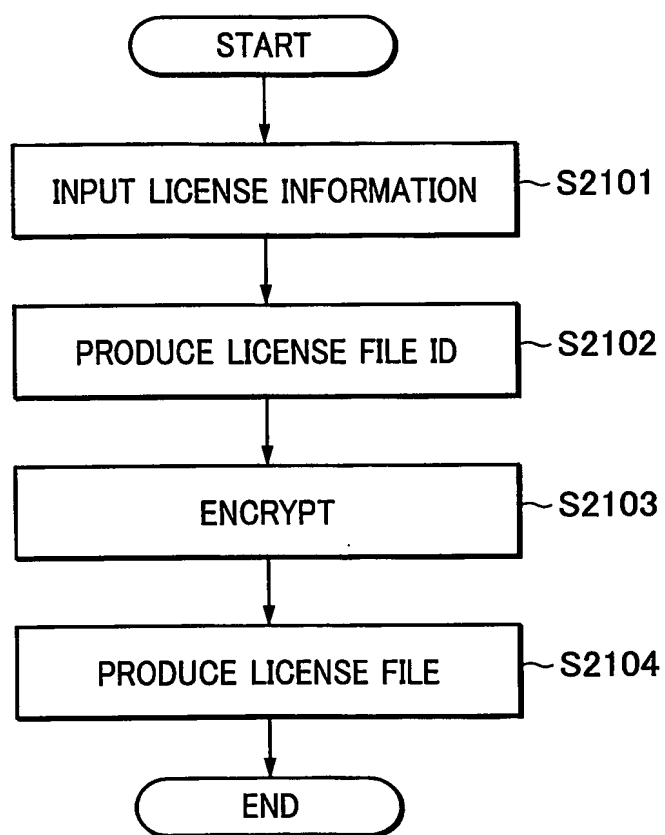 START
INPUT LICENSE INFORMATION
S2101
PRODUCE LICENSE FILE ID
S2102
ENCRYPT
S2103
PRODUCE LICENSE FILE
S2104
END